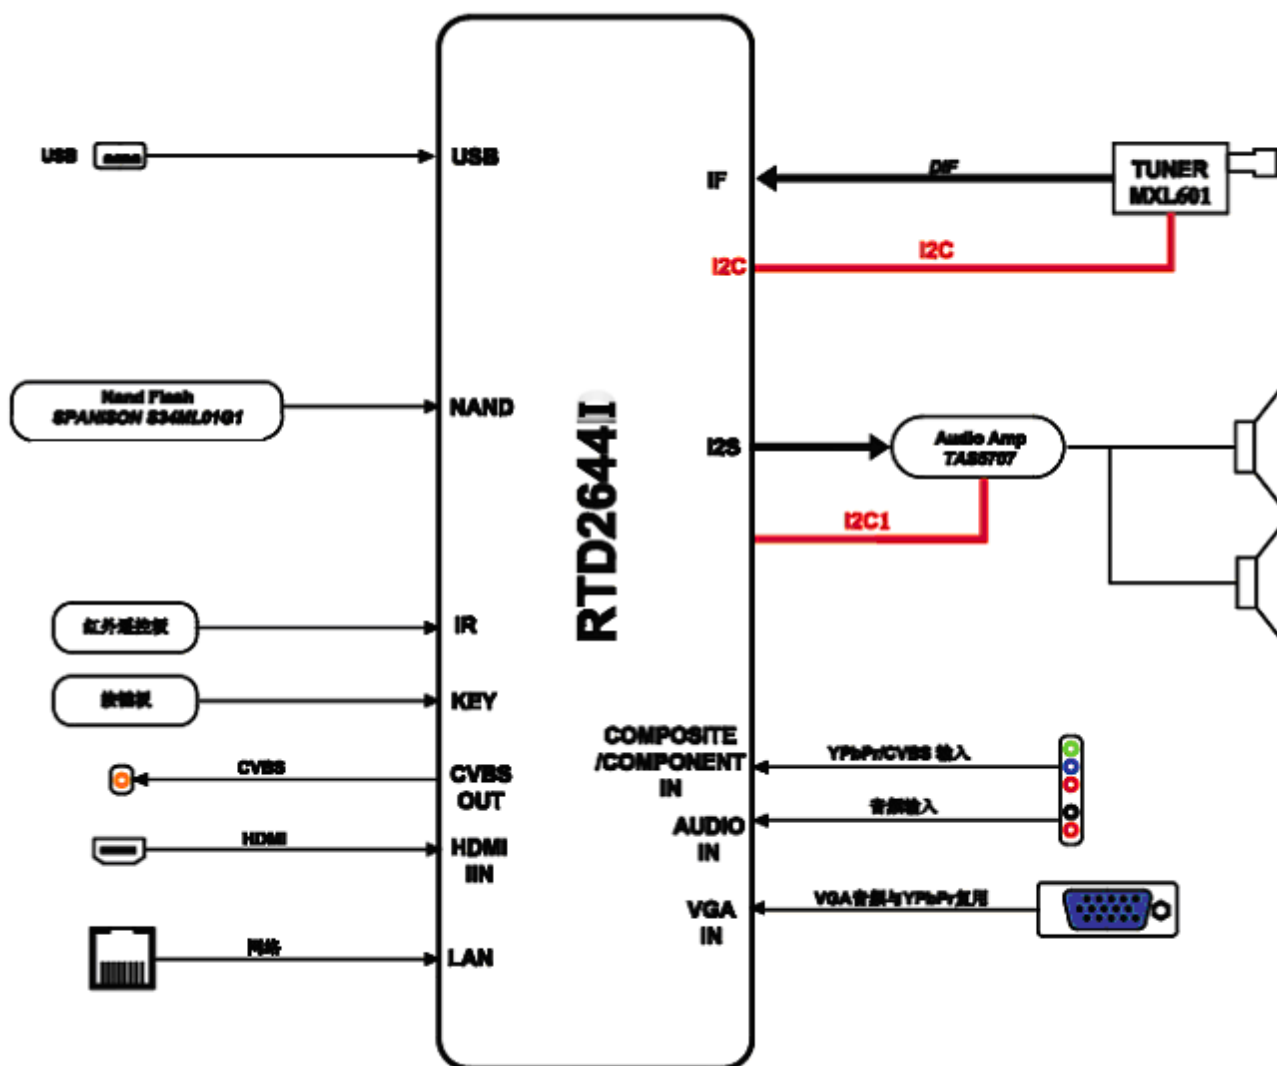 USB
USB
IF
DIF
TUNER
MXL601
I2C
I2C
Nand Flash
SPANISON S34ML01G1
NAND
RTD2644II
I2S
Audio Amp
TAS5707
I2C1
红外遥控板
IR
按键板
KEY
CVBS
CVBS
OUT
COMPOSITE
/COMPONENT
IN
YPbPr/CVBS 输入
AUDIO
IN
音频输入
HDMI
HDMI
IIN
VGA
IN
VGA音频与YPbPr复用
网络
LAN